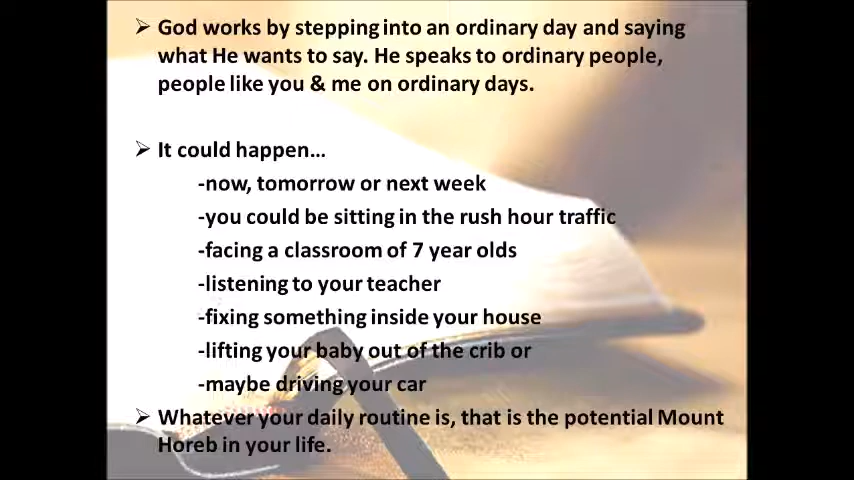 ➢ God works by stepping into an ordinary day and saying
what He wants to say. He speaks to ordinary people,
people like you & me on ordinary days.
➢ It could happen…
-now, tomorrow or next week
-you could be sitting in the rush hour traffic
-facing a classroom of 7 year olds
-listening to your teacher
-fixing something inside your house
-lifting your baby out of the crib or
-maybe driving your car
➢ Whatever your daily routine is, that is the potential Mount
Horeb in your life.